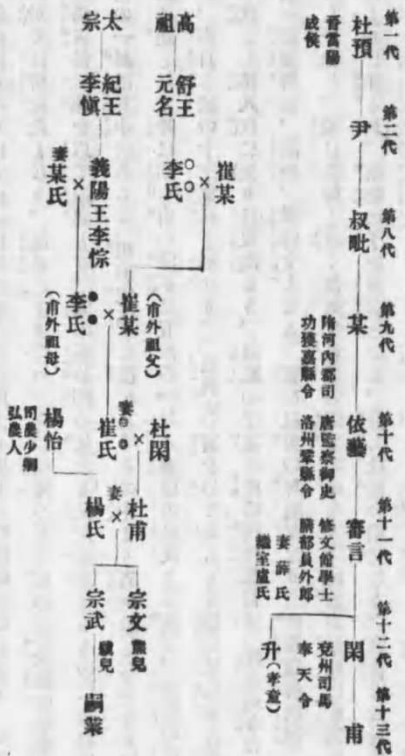 第一代
杜預
晋當陽
成侯
第二代
尹
第八代
叔毗
第九代
某
隋河內郡司
功獲嘉縣令
第十代
依藝
唐監察御史
洛州鞏縣令
第十一代
審言
修文館學士
膳部員外郎
妻薛氏
繼室盧氏
第十二代
閑
兗州司馬
奉天令
升(孝童)
第十三代
甫
高祖
舒王
元名
李氏
○○
×
崔某
太宗
紀王
李愼
義陽王李悰
×
妻某氏
崔某
(甫外祖父)
×
李氏
●●
(甫外祖母)
杜閑
×
妻
崔氏
楊怡
司農少卿
弘農人
杜甫
×
妻
楊氏
宗文
熊兒
宗武
驥兒
嗣業